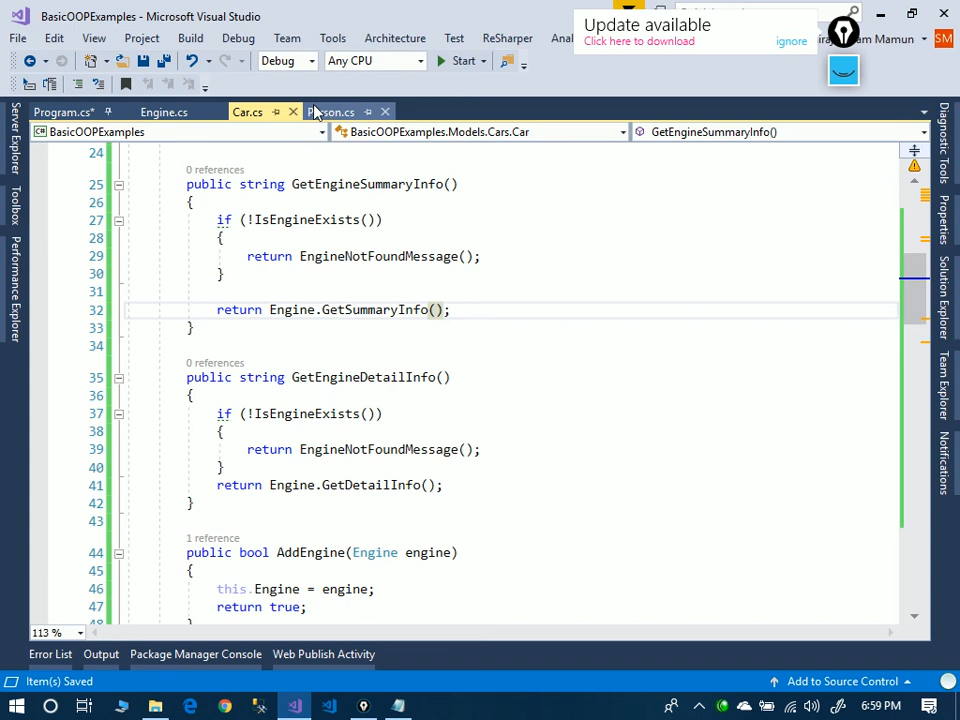 BasicOOPExamples - Microsoft Visual Studio
Update available
Click here to download
ignore
File Edit View Project Build Debug Team Tools Architecture Test ReSharper
am Mamun
SM
Debug Any CPU Start
Program.cs* Engine.cs Car.cs Person.cs
BasicOOPExamples BasicOOPExamples.Models.Cars.Car GetEngineSummaryInfo()
Server Explorer
Toolbox
Performance Explorer
24
0 references
25 public string GetEngineSummaryInfo()
26 {
27 if (!IsEngineExists())
28 {
29 return EngineNotFoundMessage();
30 }
31
32 return Engine.GetSummaryInfo();
33 }
34
0 references
35 public string GetEngineDetailInfo()
36 {
37 if (!IsEngineExists())
38 {
39 return EngineNotFoundMessage();
40 }
41 return Engine.GetDetailInfo();
42 }
43
1 reference
44 public bool AddEngine(Engine engine)
45 {
46 this.Engine = engine;
47 return true;
48 }
Diagnostic Tools
Properties
Solution Explorer
Team Explorer
Notifications
113 %
Error List Output Package Manager Console Web Publish Activity
Item(s) Saved Add to Source Control
6:59 PM